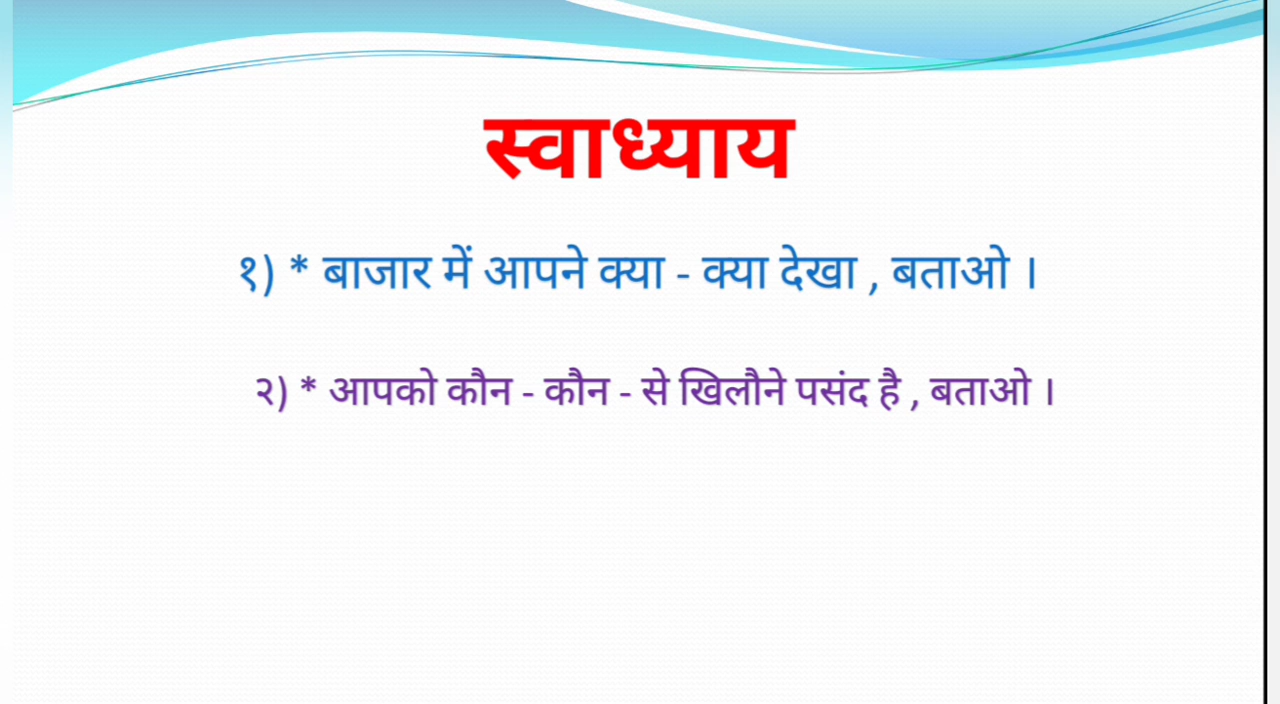 स्वाध्याय
१) * बाजार में आपने क्या - क्या देखा , बताओ ।
२) * आपको कौन - कौन - से खिलौने पसंद है , बताओ ।